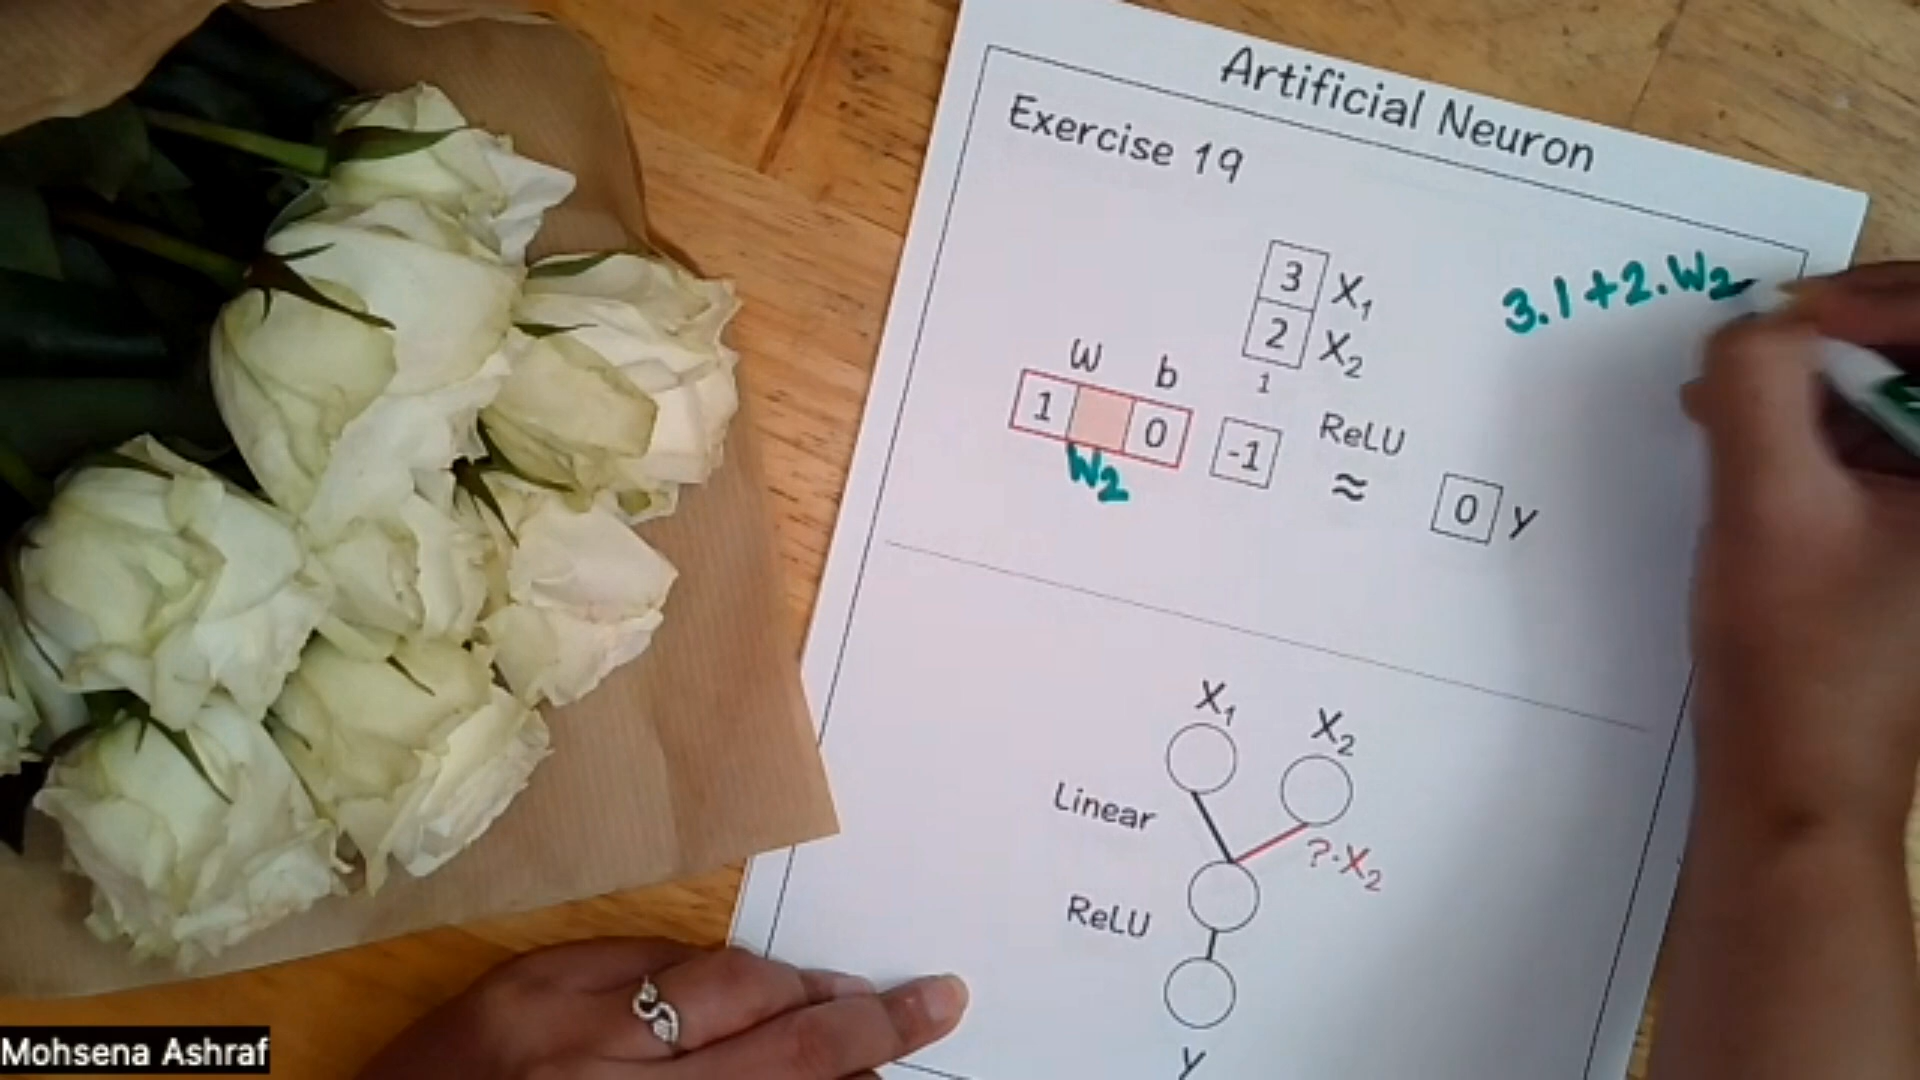 Artificial Neuron
Exercise 19
3 X₁
2 X₂
1
3.1+2.W2
W b
1 0 -1
ReLU
≈
0 Y
W2
X₁ X₂
Linear
?·X₂
ReLU
Y
Mohsena Ashraf